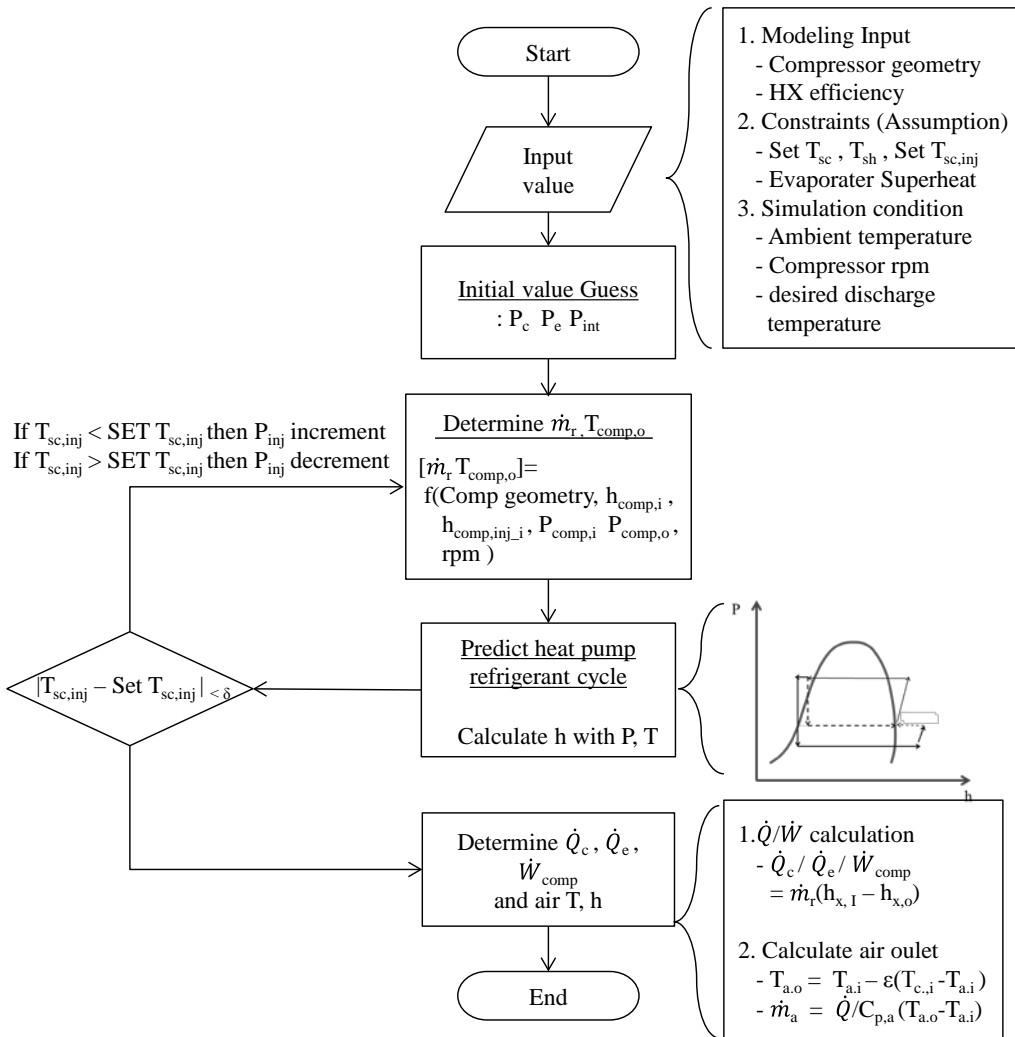 Start
Input
value
1. Modeling Input
- Compressor geometry
- HX efficiency
2. Constraints (Assumption)
- Set T_sc , T_sh , Set T_sc,inj
- Evaporater Superheat
3. Simulation condition
- Ambient temperature
- Compressor rpm
- desired discharge
temperature
Initial value Guess
: P_c P_e P_int
If T_sc,inj < SET T_sc,inj then P_inj increment
If T_sc,inj > SET T_sc,inj then P_inj decrement
Determine ṁ_r, T_comp,o
[ṁ_r T_comp,o]=
f(Comp geometry, h_comp,i ,
h_comp,inj_i , P_comp,i P_comp,o ,
rpm )
|T_sc,inj – Set T_sc,inj| < δ
Predict heat pump
refrigerant cycle
Calculate h with P, T
P
h
Determine Q̇_c , Q̇_e ,
Ẇ_comp
and air T, h
1.Q̇/Ẇ calculation
- Q̇_c / Q̇_e / Ẇ_comp
= ṁ_r(h_x, I – h_x,o)
2. Calculate air oulet
- T_a.o = T_a.i – ε(T_c.,i -T_a.i )
- ṁ_a = Q̇/C_p,a (T_a.o-T_a.i)
End